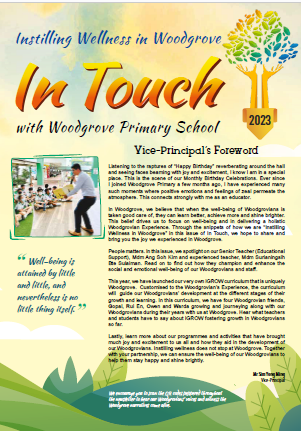 Instilling Wellness in Woodgrove
In Touch
2023
with Woodgrove Primary School
Vice-Principal's Foreword
Listening to the raptures of "Happy Birthday" reverberating around the hall
and seeing faces beaming with joy and excitement, I know I am in a special
place. This is the scene of our Monthly Birthday Celebrations. Ever since
I joined Woodgrove Primary a few months ago, I have experienced many
such moments where positive emotions and feelings of zeal permeate the
atmosphere. This connects strongly with me as an educator.
In Woodgrove, we believe that when the well-being of Woodgrovians is
taken good care of, they can learn better, achieve more and shine brighter.
This belief drives us to focus on well-being and in delivering a holistic
Woodgrovian Experience. Through the snippets of how we are "Instilling
Wellness in Woodgrove" in this issue of In Touch, we hope to share and
bring you the joy we experienced in Woodgrove.
People matters. In this issue, we spotlight on our Senior Teacher (Educational
Support), Mdm Ang Soh Kim and experienced teacher, Mdm Surianingsih
Bte Sulaiman. Read on to find out how they champion and enhance the
social and emotional well-being of our Woodgrovians and staff.
This year, we have launched our very own iGROW curriculum that is uniquely
Woodgrove. Customised to the Woodgrovian's Experience, the curriculum
supports our Woodgrovians' development at the different stages of their
growth and learning. In this curriculum, we have four Woodgrovian friends,
Gopal, Rui En, Owen and Warda growing and journeying along with our
Woodgrovians during their years with us at Woodgrove. Hear what teachers
and students have to say about iGROW fostering growth in Woodgrovians
so far.
Lastly, learn more about our programmes and activities that have brought
much joy and excitement to us all and how they aid in the development of
our Woodgrovians. Instilling wellness does not stop at Woodgrove. Together
with your partnership, we can ensure the well-being of our Woodgrovians to
help them stay happy and shine brightly.
Vice-Principal
"Well-being is
attained by little
and little, and
nevertheless is no
little thing itself."